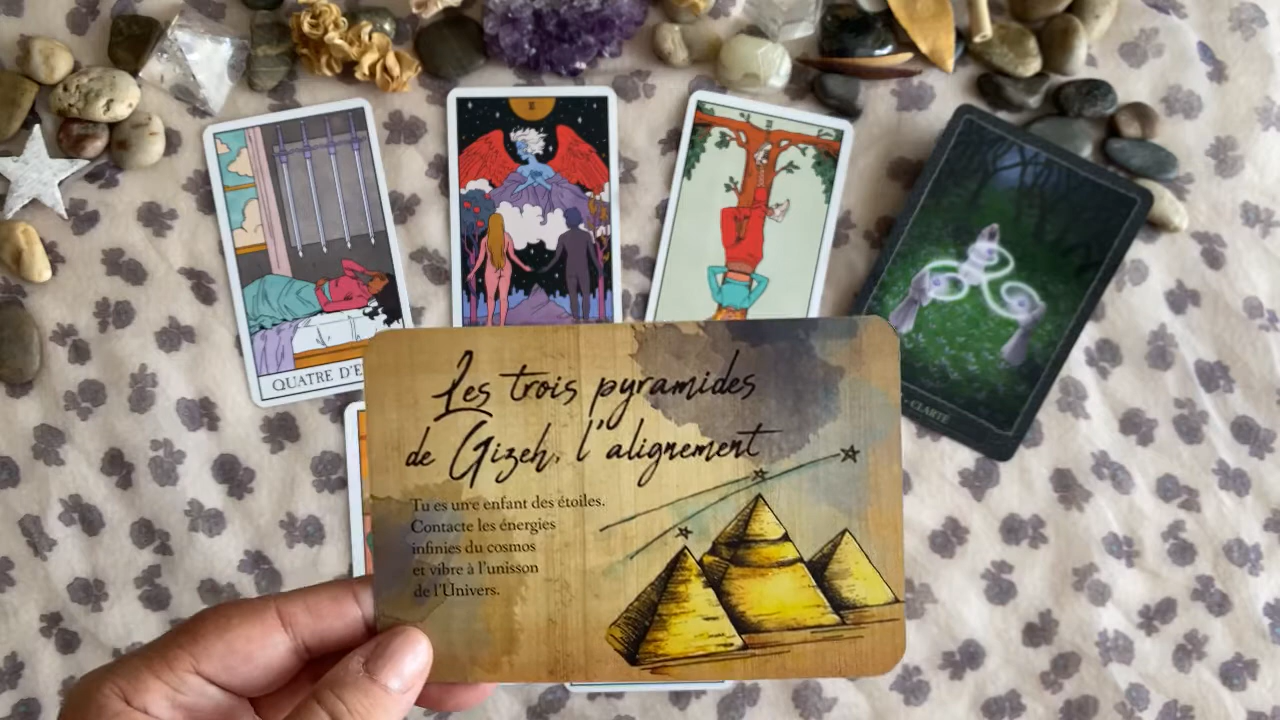 QUATRE D'E
CLARTÉ
Les trois pyramides
de Gizeh, l'alignement
Tu es un·e enfant des étoiles.
Contacte les énergies
infinies du cosmos
et vibre à l'unisson
de l'Univers.